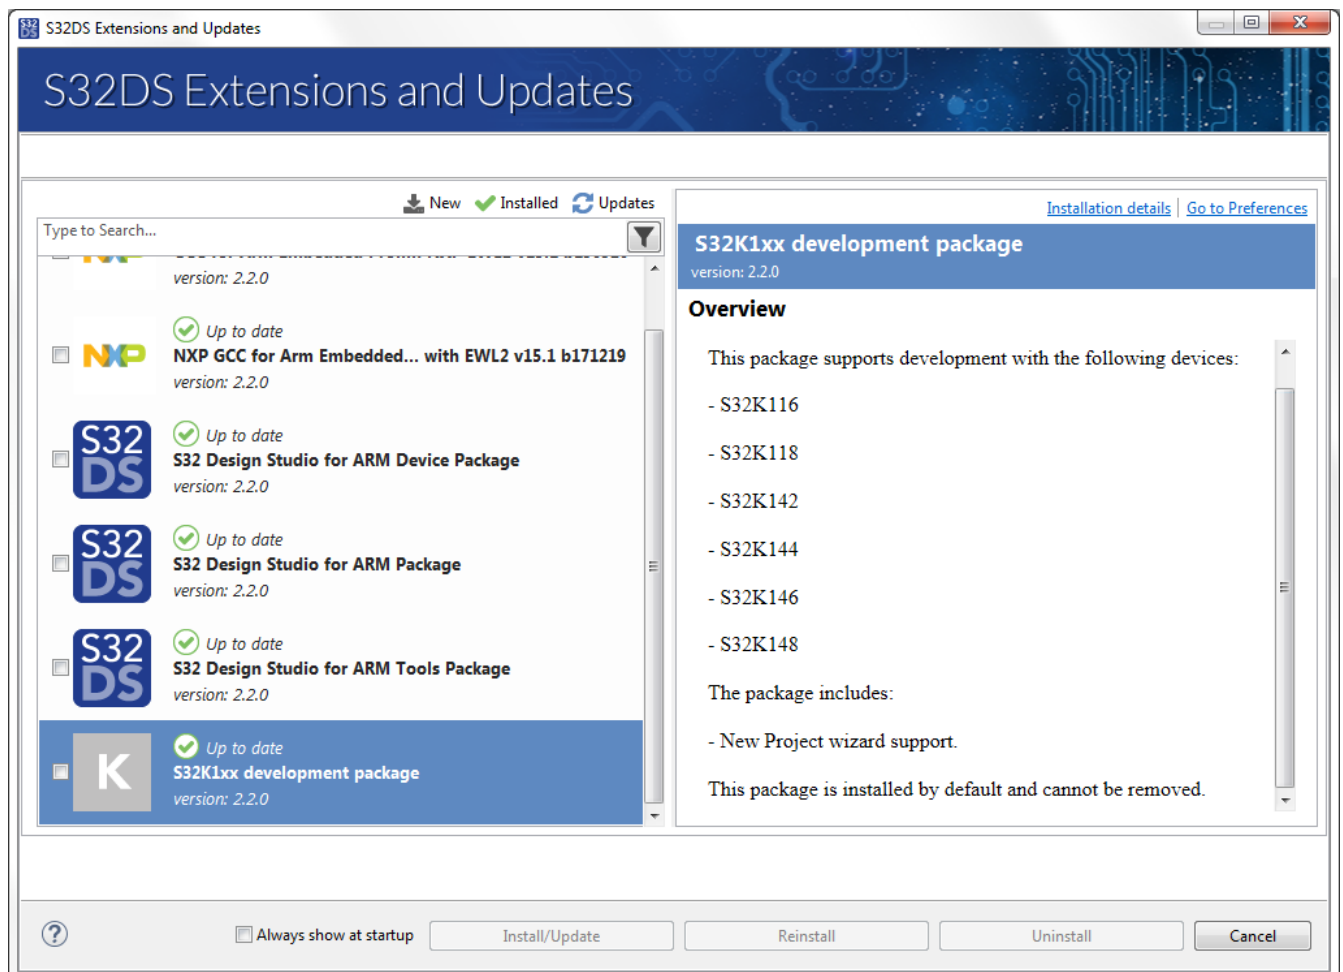 S32DS Extensions and Updates
S32DS Extensions and Updates
New Installed Updates
Type to Search...
version: 2.2.0
Up to date
NXP GCC for Arm Embedded... with EWL2 v15.1 b171219
version: 2.2.0
Up to date
S32 Design Studio for ARM Device Package
version: 2.2.0
Up to date
S32 Design Studio for ARM Package
version: 2.2.0
Up to date
S32 Design Studio for ARM Tools Package
version: 2.2.0
Up to date
S32K1xx development package
version: 2.2.0
NXP
S32
DS
S32
DS
S32
DS
K
Installation details Go to Preferences
S32K1xx development package
version: 2.2.0
Overview
This package supports development with the following devices:
- S32K116
- S32K118
- S32K142
- S32K144
- S32K146
- S32K148
The package includes:
- New Project wizard support.
This package is installed by default and cannot be removed.
Always show at startup
Install/Update
Reinstall
Uninstall
Cancel